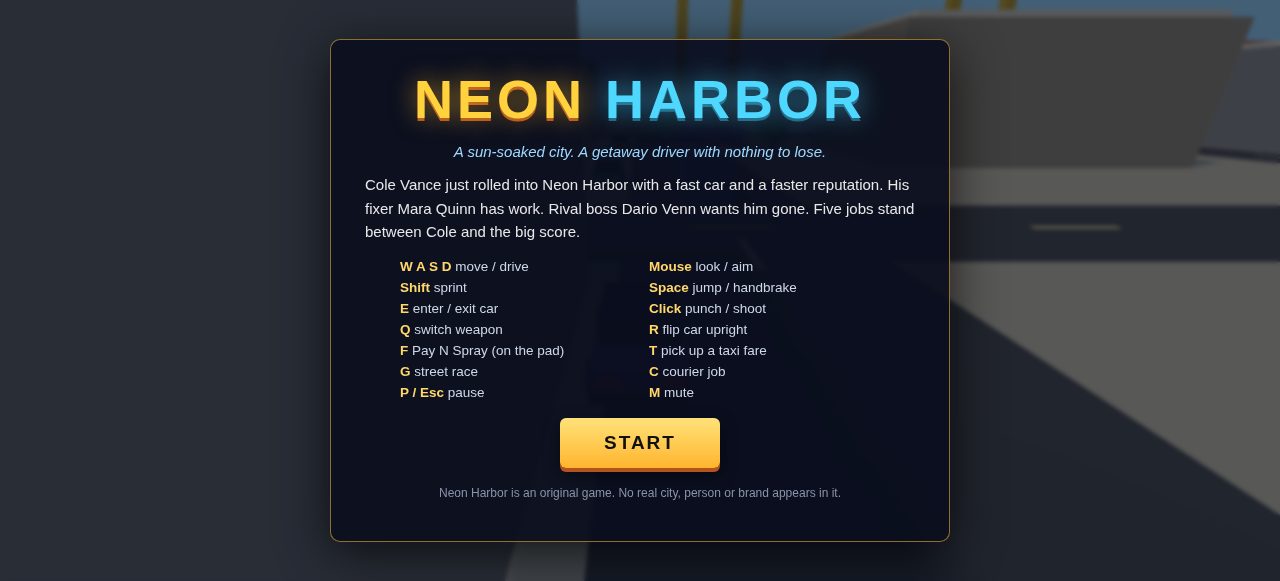 NEON HARBOR
A sun-soaked city. A getaway driver with nothing to lose.
Cole Vance just rolled into Neon Harbor with a fast car and a faster reputation. His
fixer Mara Quinn has work. Rival boss Dario Venn wants him gone. Five jobs stand
between Cole and the big score.
W A S D move / drive
Mouse look / aim
Shift sprint
Space jump / handbrake
E enter / exit car
Click punch / shoot
Q switch weapon
R flip car upright
F Pay N Spray (on the pad)
T pick up a taxi fare
G street race
C courier job
P / Esc pause
M mute
START
Neon Harbor is an original game. No real city, person or brand appears in it.